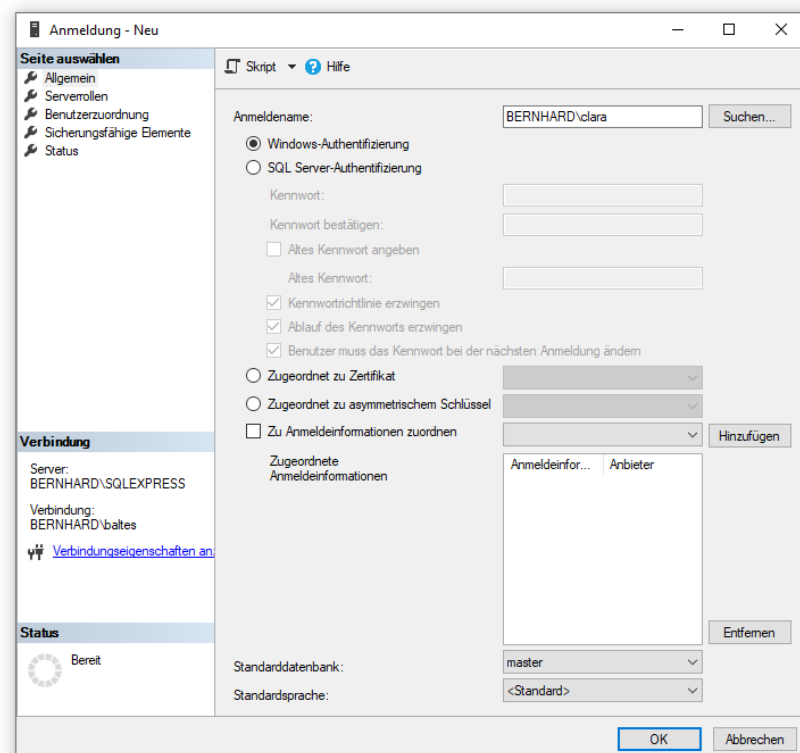 Anmeldung - Neu
Seite auswählen
Allgemein
Serverrollen
Benutzerzuordnung
Sicherungsfähige Elemente
Status
Skript
Hilfe
Anmeldename:
BERNHARD\clara
Suchen...
Windows-Authentifizierung
SQL Server-Authentifizierung
Kennwort:
Kennwort bestätigen:
Altes Kennwort angeben
Altes Kennwort:
Kennwortrichtlinie erzwingen
Ablauf des Kennworts erzwingen
Benutzer muss das Kennwort bei der nächsten Anmeldung ändern
Zugeordnet zu Zertifikat
Zugeordnet zu asymmetrischem Schlüssel
Zu Anmeldeinformationen zuordnen
Hinzufügen
Zugeordnete
Anmeldeinformationen
Anmeldeinfor... Anbieter
Entfernen
Standarddatenbank:
master
Standardsprache:
<Standard>
Verbindung
Server:
BERNHARD\SQLEXPRESS
Verbindung:
BERNHARD\baltes
Verbindungseigenschaften an
Status
Bereit
OK
Abbrechen